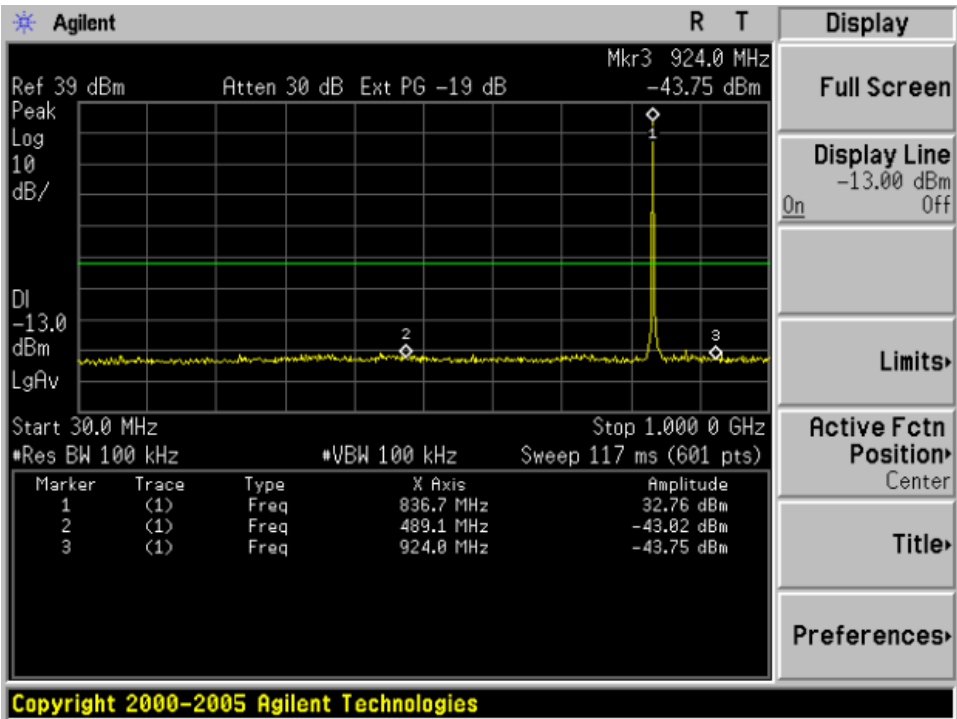 Agilent R T
Mkr3 924.0 MHz
Ref 39 dBm Atten 30 dB Ext PG -19 dB -43.75 dBm
Peak
Log
10
dB/
1
DI
-13.0
dBm
LgAv
2
3
Start 30.0 MHz Stop 1.000 0 GHz
#Res BW 100 kHz #VBW 100 kHz Sweep 117 ms (601 pts)
Marker Trace Type X Axis Amplitude
1 (1) Freq 836.7 MHz 32.76 dBm
2 (1) Freq 489.1 MHz -43.02 dBm
3 (1) Freq 924.0 MHz -43.75 dBm
Display
Full Screen
Display Line
-13.00 dBm
On Off
Limits
Active Fctn
Position
Center
Title
Preferences
Copyright 2000-2005 Agilent Technologies